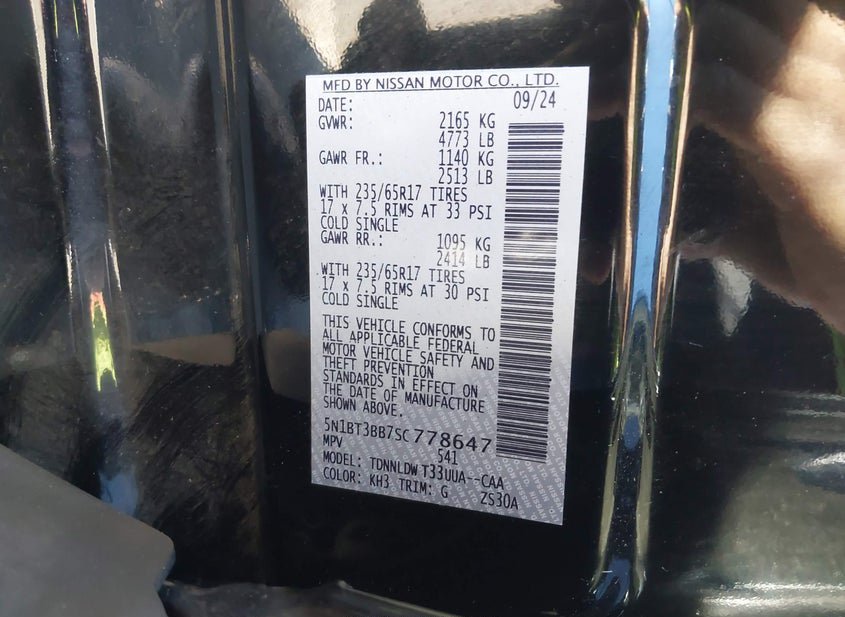 MFD BY NISSAN MOTOR CO., LTD.
DATE: 09/24
GVWR: 2165 KG
4773 LB
GAWR FR.: 1140 KG
2513 LB
WITH 235/65R17 TIRES
17 x 7.5 RIMS AT 33 PSI
COLD SINGLE
GAWR RR.: 1095 KG
2414 LB
WITH 235/65R17 TIRES
17 x 7.5 RIMS AT 30 PSI
COLD SINGLE
THIS VEHICLE CONFORMS TO
ALL APPLICABLE FEDERAL
MOTOR VEHICLE SAFETY AND
THEFT PREVENTION
STANDARDS IN EFFECT ON
THE DATE OF MANUFACTURE
SHOWN ABOVE.
5N1BT3BB7SC778647
MPV 541
MODEL: TDNNLDW T33UUA--CAA
COLOR: KH3 TRIM: G ZS30A